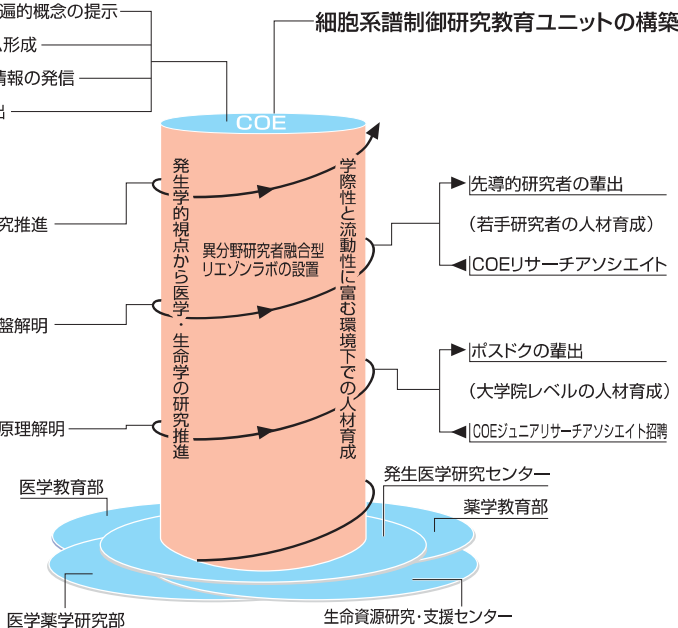 遍的概念の提示
細胞系譜制御研究教育ユニットの構築
形成
情報の発信
出
COE
発生学的視点から医学・生命学の研究推進
学際性と流動性に富む環境下での人材育成
異分野研究者融合型
リエゾンラボの設置
究推進
盤解明
原理解明
先導的研究者の輩出
(若手研究者の人材育成)
COEリサーチアソシエイト
ポスドクの輩出
(大学院レベルの人材育成)
COEジュニアリサーチアソシエイト招聘
医学教育部
発生医学研究センター
薬学教育部
医学薬学研究部
生命資源研究・支援センター